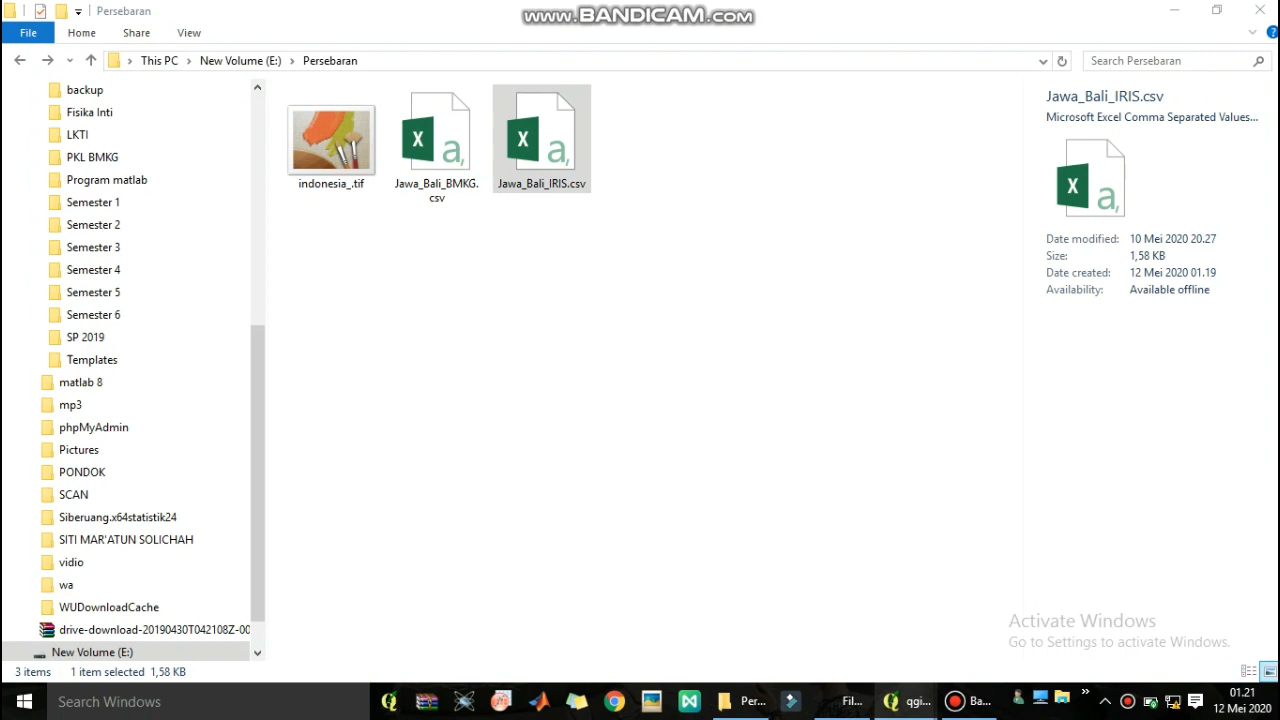 www.BANDICAM.com
Persebaran
File
Home
Share
View
This PC
New Volume (E:)
Persebaran
Search Persebaran
backup
Fisika Inti
LKTI
PKL BMKG
Program matlab
Semester 1
Semester 2
Semester 3
Semester 4
Semester 5
Semester 6
SP 2019
Templates
matlab 8
mp3
phpMyAdmin
Pictures
PONDOK
SCAN
Siberuang.x64statistik24
SITI MAR'ATUN SOLICHAH
vidio
wa
WUDownloadCache
drive-download-20190430T042108Z-00
New Volume (E:)
indonesia_.tif
Jawa_Bali_BMKG.
csv
Jawa_Bali_IRIS.csv
Jawa_Bali_IRIS.csv
Microsoft Excel Comma Separated Values...
Date modified: 10 Mei 2020 20.27
Size: 1,58 KB
Date created: 12 Mei 2020 01.19
Availability: Available offline
Activate Windows
Go to Settings to activate Windows.
3 items
1 item selected 1,58 KB
Search Windows
Per...
Fil...
qgi...
Ba...
01.21
12 Mei 2020